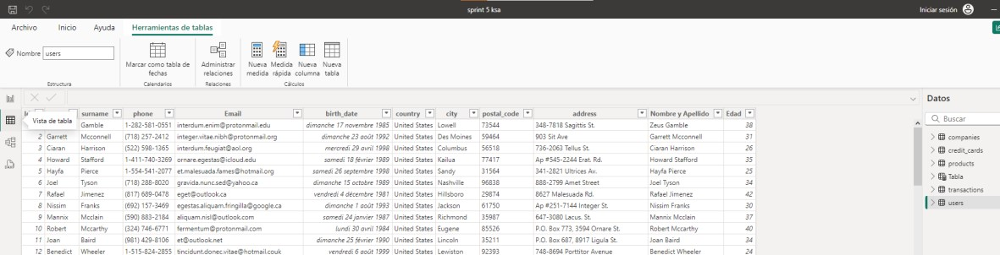 sprint 5 ksa
Iniciar sesión
Archivo Inicio Ayuda Herramientas de tablas
Nombre users
Marcar como tabla de fechas
Administrar relaciones
Nueva medida
Medida rápida
Nueva columna
Nueva tabla
Estructura Calendarios Relaciones Cálculos
Datos
Buscar
companies
credit_cards
products
Tabla
transactions
users
Vista de tabla
surname phone Email birth_date country city postal_code address Nombre y Apellido Edad
Gamble 1-282-581-0551 interdum.enim@protonmail.edu dimanche 17 novembre 1985 United States Lowell 73544 348-7818 Sagittis St. Zeus Gamble 38
2 Garrett Mcconnell (718) 257-2412 integer.vitae.nibh@protonmail.org dimanche 23 août 1992 United States Des Moines 59464 903 Sit Ave Garrett Mcconnell 31
3 Ciaran Harrison (522) 598-1365 interdum.feugiat@aol.org mercredi 29 avril 1998 United States Columbus 56518 736-2063 Tellus St. Ciaran Harrison 26
4 Howard Stafford 1-411-740-3269 ornare.egestas@icloud.edu samedi 18 février 1989 United States Kailua 77417 Ap #545-2244 Erat. Rd. Howard Stafford 35
5 Hayfa Pierce 1-554-541-2077 et.malesuada.fames@hotmail.org samedi 26 septembre 1998 United States Sandy 31564 341-2821 Ultrices Av. Hayfa Pierce 25
6 Joel Tyson (718) 288-8020 gravida.nunc.sed@yahoo.ca dimanche 15 octobre 1989 United States Nashville 96838 888-2799 Amet Street Joel Tyson 34
7 Rafael Jimenez (817) 689-0478 eget@outlook.ca vendredi 4 décembre 1981 United States Hillsboro 29874 8627 Malesuada Rd. Rafael Jimenez 42
8 Nissim Franks (692) 157-3469 egestas.aliquam.fringilla@google.ca dimanche 1 août 1993 United States Jackson 61750 Ap #251-7144 Integer St. Nissim Franks 30
9 Mannix Mcclain (590) 883-2184 aliquam.nisl@outlook.com samedi 24 janvier 1987 United States Richmond 35987 647-3080 Lacus. St. Mannix Mcclain 37
10 Robert Mccarthy (324) 746-6771 fermentum@protonmail.com lundi 30 avril 1984 United States Eugene 85526 P.O. Box 773, 3594 Ornare St. Robert Mccarthy 40
11 Joan Baird (981) 429-8106 et@outlook.net dimanche 25 février 1990 United States Lincoln 35211 P.O. Box 687, 8917 Ligula St. Joan Baird 34
12 Benedict Wheeler 1-515-824-2855 tincidunt.donec.vitae@hotmail.couk vendredi 6 août 1999 United States Lewiston 92393 748-8694 Porttitor Avenue Benedict Wheeler 24